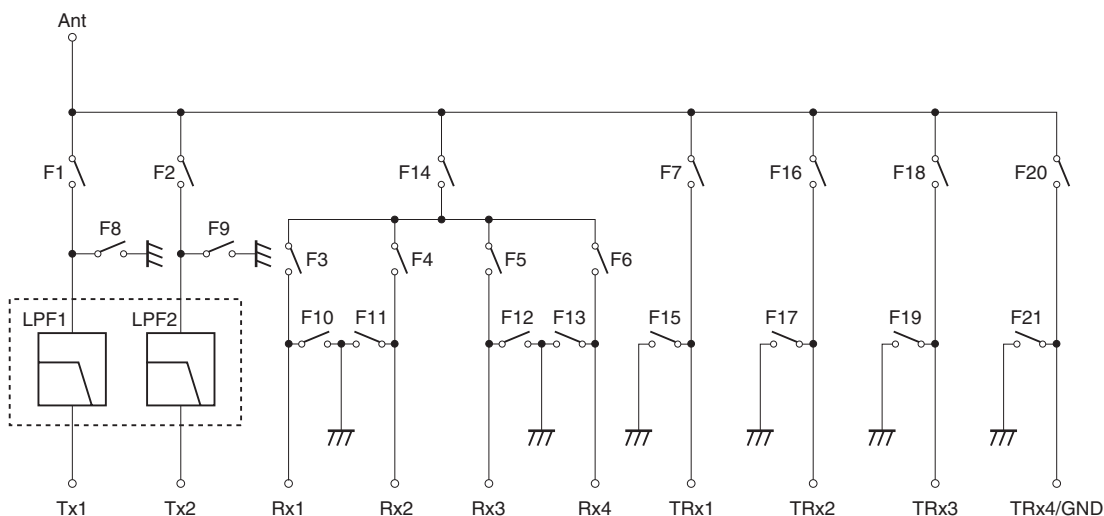 Ant
F1 F2 F14 F7 F16 F18 F20
F8 F9 F3 F4 F5 F6
LPF1 LPF2 F10 F11 F12 F13 F15 F17 F19 F21
Tx1 Tx2 Rx1 Rx2 Rx3 Rx4 TRx1 TRx2 TRx3 TRx4/GND